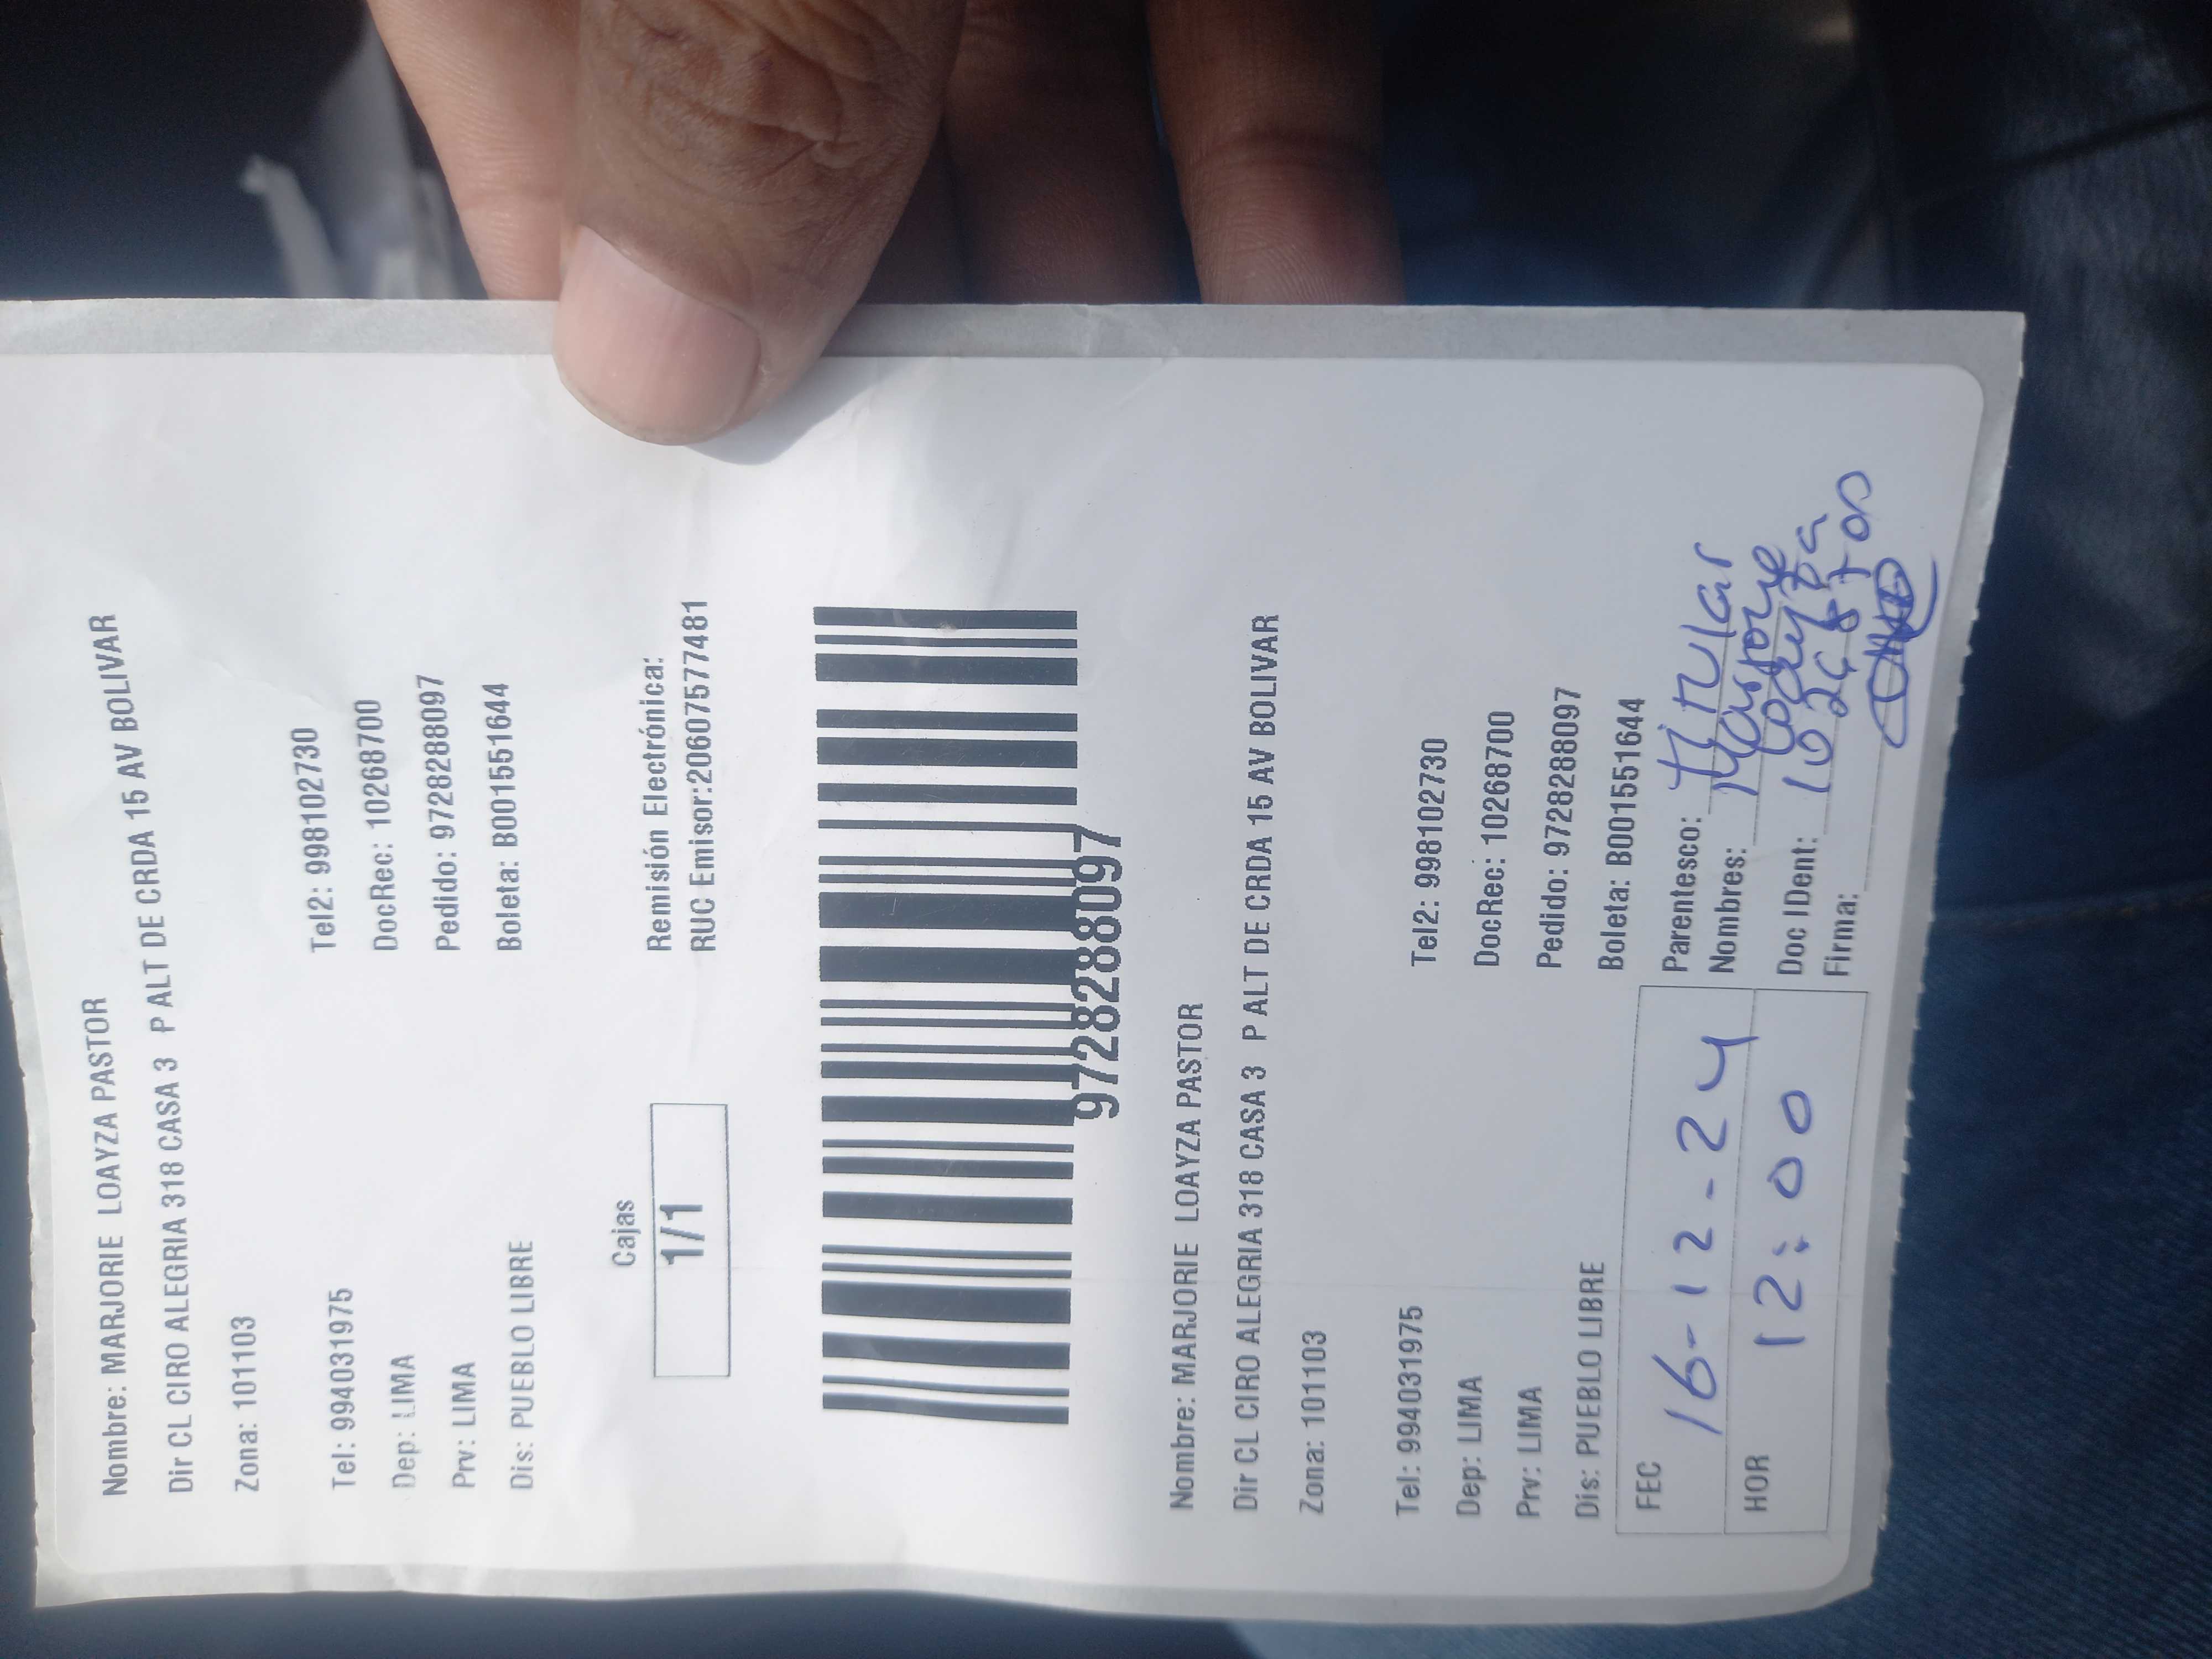 Nombre: MARJORIE LOAYZA PASTOR
Dir CL CIRO ALEGRIA 318 CASA 3 P ALT DE CRDA 15 AV BOLIVAR
Zona: 101103
Tel: 994031975 Tel2: 998102730
Dep: LIMA DocRec: 10268700
Prv: LIMA Pedido: 9728288097
Dis: PUEBLO LIBRE Boleta: B001551644
Cajas Remisión Electrónica:
1/1 RUC Emisor:20607577481
9728288097
Nombre: MARJORIE LOAYZA PASTOR
Dir CL CIRO ALEGRIA 318 CASA 3 P ALT DE CRDA 15 AV BOLIVAR
Zona: 101103
Tel: 994031975 Tel2: 998102730
Dep: LIMA DocRec: 10268700
Prv: LIMA Pedido: 9728288097
Dis: PUEBLO LIBRE Boleta: B001551644
FEC 16-12-24 Parentesco: titular
Nombres: Marjorie
Loayza
HOR 12:00 Doc IDent: 10268700
Firma: